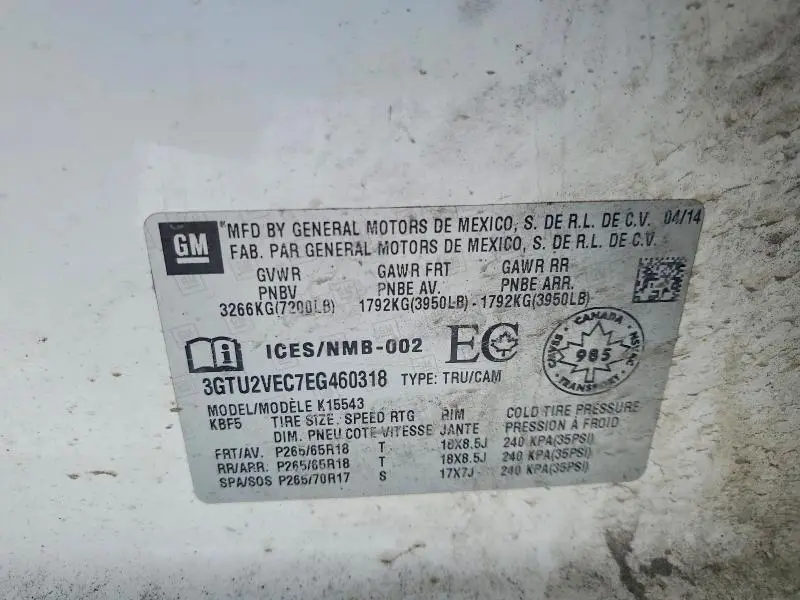 GM
MFD BY GENERAL MOTORS DE MEXICO, S. DE R.L. DE C.V. 04/14
FAB. PAR GENERAL MOTORS DE MEXICO, S. DE R.L. DE C.V.
GVWR GAWR FRT GAWR RR
PNBV PNBE AV. PNBE ARR.
3266KG(7200LB) 1792KG(3950LB) - 1792KG(3950LB)
ICES/NMB-002 EC
CANADA
985
TRANSPORT
3GTU2VEC7EG460318 TYPE: TRU/CAM
MODEL/MODÈLE K15543
KBF5 TIRE SIZE SPEED RTG RIM COLD TIRE PRESSURE
DIM. PNEU COTE VITESSE JANTE PRESSION À FROID
FRT/AV. P265/65R18 T 18X8.5J 240 KPA(35PSI)
RR/ARR. P265/65R18 T 18X8.5J 240 KPA(35PSI)
SPA/SOS P265/70R17 S 17X7J - 240 KPA(35PSI)